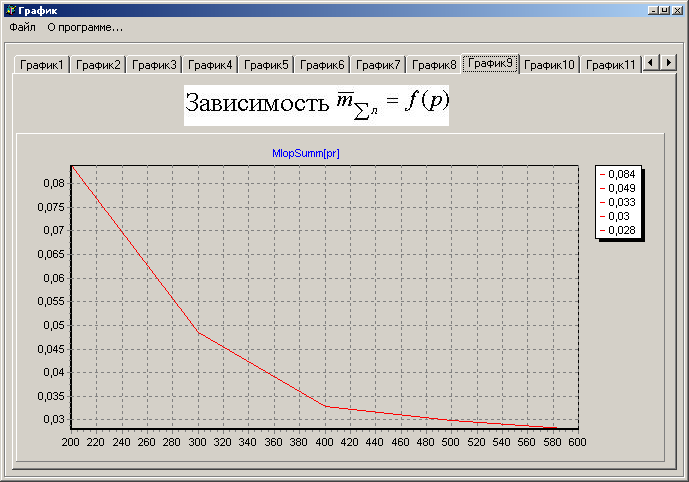 График
Файл О программе...
График1 График2 График3 График4 График5 График6 График7 График8 График9 График10 График11
Зависимость m̅∑n = f(p)
MlopSumm[pr]
0,084
0,049
0,033
0,03
0,028
0,08
0,075
0,07
0,065
0,06
0,055
0,05
0,045
0,04
0,035
0,03
200 220 240 260 280 300 320 340 360 380 400 420 440 460 480 500 520 540 560 580 600